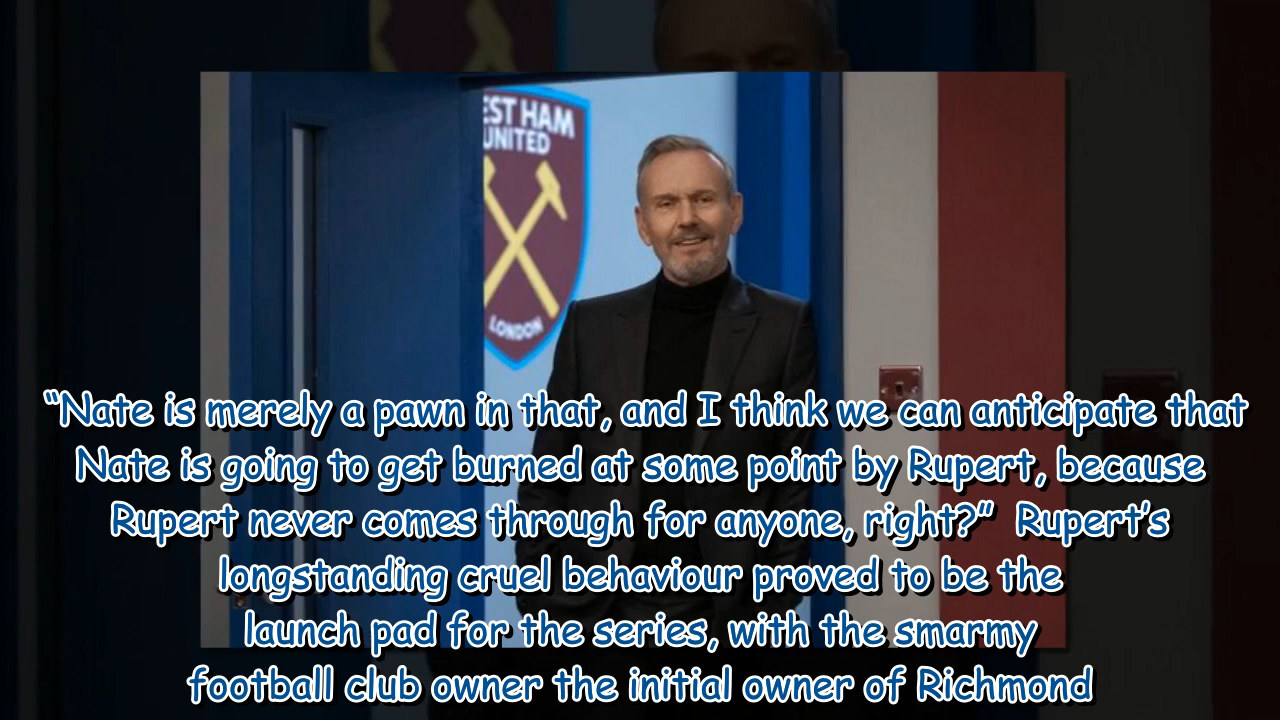 EST HAM
UNITED
LONDON
“Nate is merely a pawn in that, and I think we can anticipate that
Nate is going to get burned at some point by Rupert, because
Rupert never comes through for anyone, right?”  Rupert’s
longstanding cruel behaviour proved to be the
launch pad for the series, with the smarmy
football club owner the initial owner of Richmond